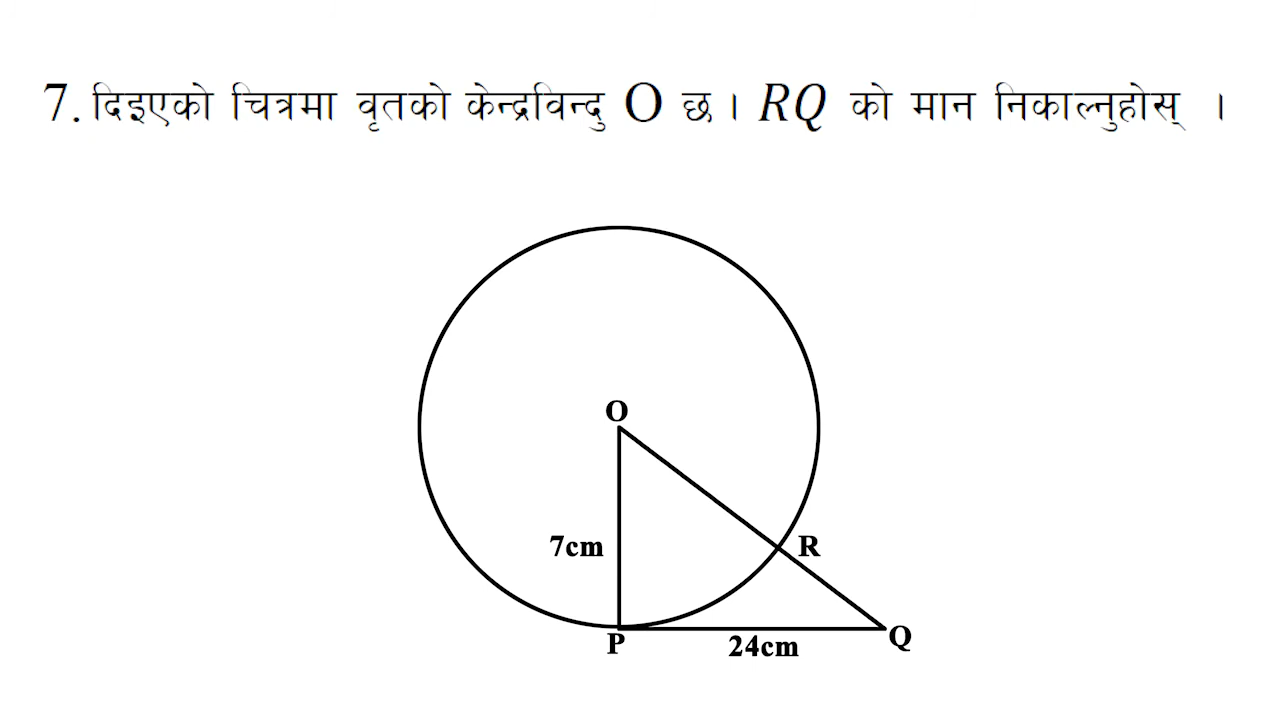 7. दिइएको चित्रमा वृतको केन्द्रविन्दु O छ । RQ को मान निकाल्नुहोस् ।
O
7cm
R
P
24cm
Q